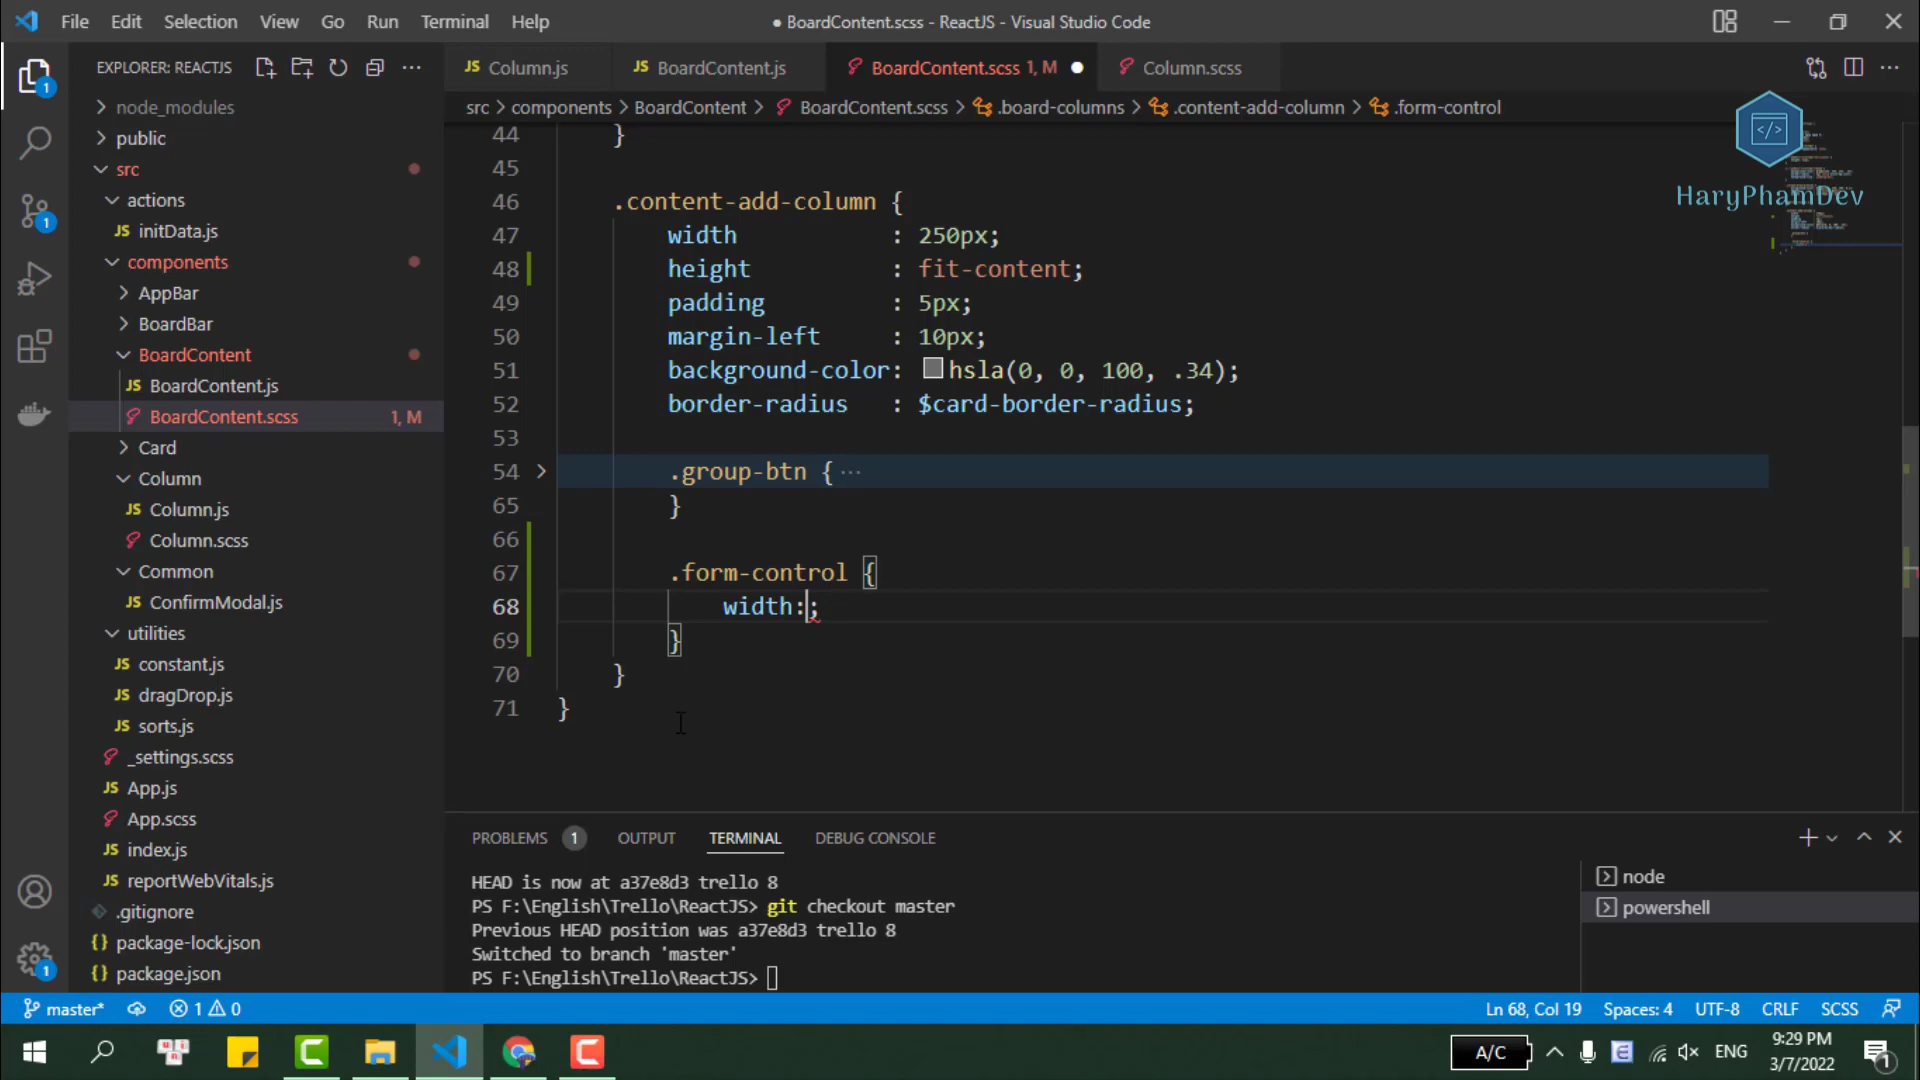 File Edit Selection View Go Run Terminal Help
● BoardContent.scss - ReactJS - Visual Studio Code
EXPLORER: REACTJS
node_modules
public
src
actions
JS initData.js
components
AppBar
BoardBar
BoardContent
JS BoardContent.js
BoardContent.scss 1, M
Card
Column
JS Column.js
Column.scss
Common
JS ConfirmModal.js
utilities
JS constant.js
JS dragDrop.js
JS sorts.js
_settings.scss
JS App.js
App.scss
JS index.js
JS reportWebVitals.js
.gitignore
{} package-lock.json
{} package.json
1
1
1
JS Column.js
JS BoardContent.js
BoardContent.scss 1, M ●
Column.scss
src > components > BoardContent > BoardContent.scss > .board-columns > .content-add-column > .form-control
HaryPhamDev
44 }
45
46 .content-add-column {
47 width : 250px;
48 height : fit-content;
49 padding : 5px;
50 margin-left : 10px;
51 background-color: hsla(0, 0, 100, .34);
52 border-radius : $card-border-radius;
53
54 .group-btn { ···
65 }
66
67 .form-control {
68 width:;
69 }
70 }
71 }
PROBLEMS 1 OUTPUT TERMINAL DEBUG CONSOLE
HEAD is now at a37e8d3 trello 8
PS F:\English\Trello\ReactJS> git checkout master
Previous HEAD position was a37e8d3 trello 8
Switched to branch 'master'
PS F:\English\Trello\ReactJS>
node
powershell
master* 1 0
Ln 68, Col 19 Spaces: 4 UTF-8 CRLF SCSS
A/C ENG
9:29 PM
3/7/2022
1